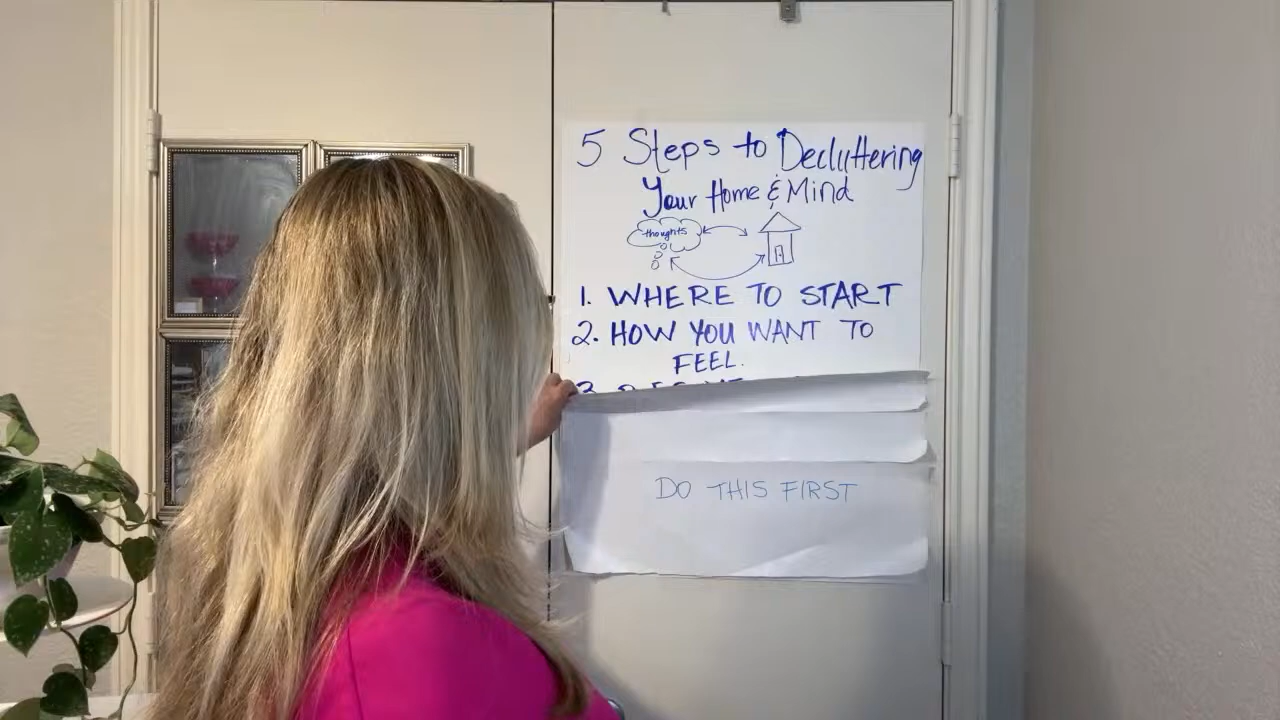 5 Steps to Decluttering
Your Home & Mind
thoughts
1. WHERE TO START
2. HOW YOU WANT TO
FEEL.
3.
DO THIS FIRST